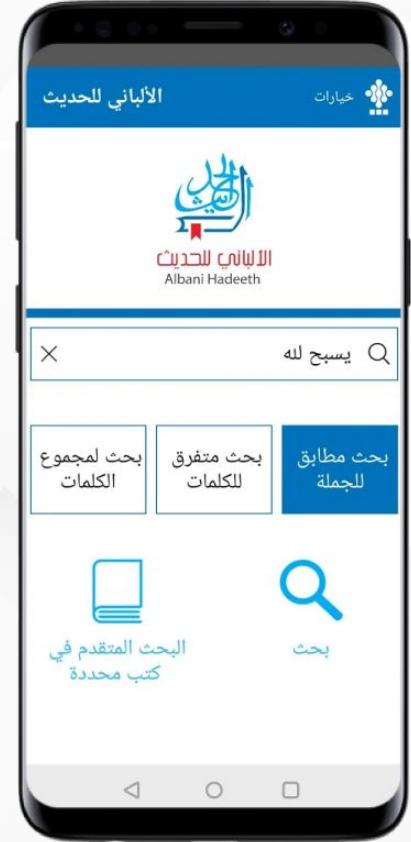 خيارات
الألباني للحديث
الألباني للحديث
Albani Hadeeth
يسبح لله
بحث مطابق
للجملة
بحث متفرق
للكلمات
بحث لمجموع
الكلمات
بحث
البحث المتقدم في
كتب محددة